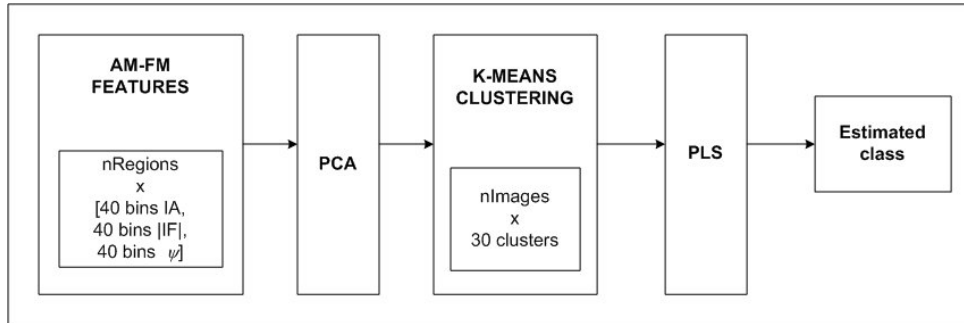 AM-FM
FEATURES
nRegions
x
[40 bins IA,
40 bins |IF|,
40 bins ψ]
PCA
K-MEANS
CLUSTERING
nImages
x
30 clusters
PLS
Estimated
class